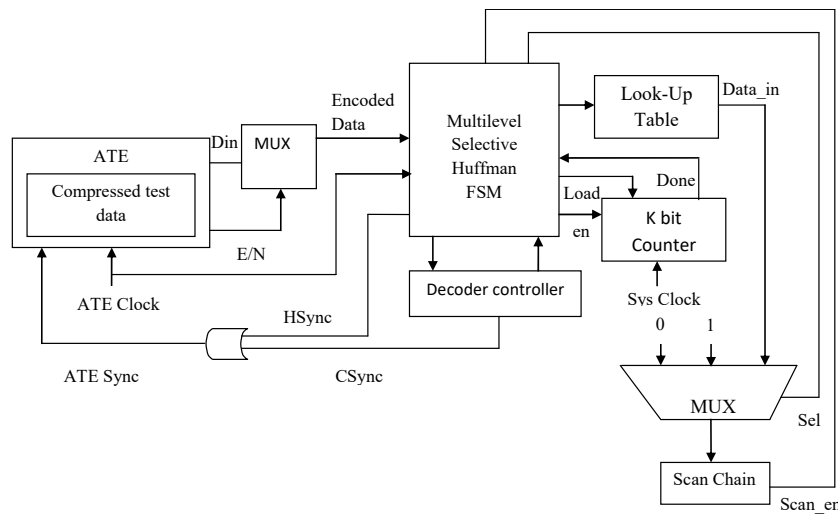 Encoded
Data
Multilevel
Selective
Huffman
FSM
Look-Up
Table
Data_in
ATE
Compressed test
data
Din
MUX
E/N
Load
en
Done
K bit
Counter
ATE Clock
Decoder controller
Sys Clock
0
1
HSync
ATE Sync
CSync
MUX
Sel
Scan Chain
Scan_en